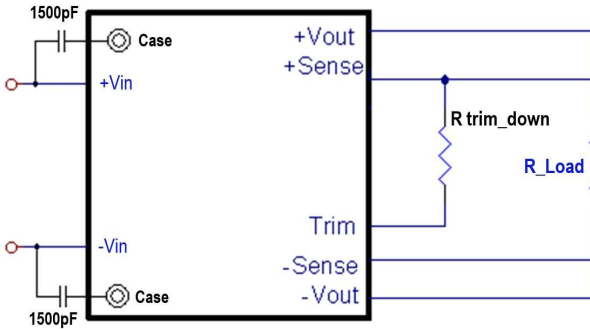 1500pF
Case
+Vout
+Sense
+Vin
R trim_down
R_Load
Trim
-Vin
-Sense
Case
-Vout
1500pF